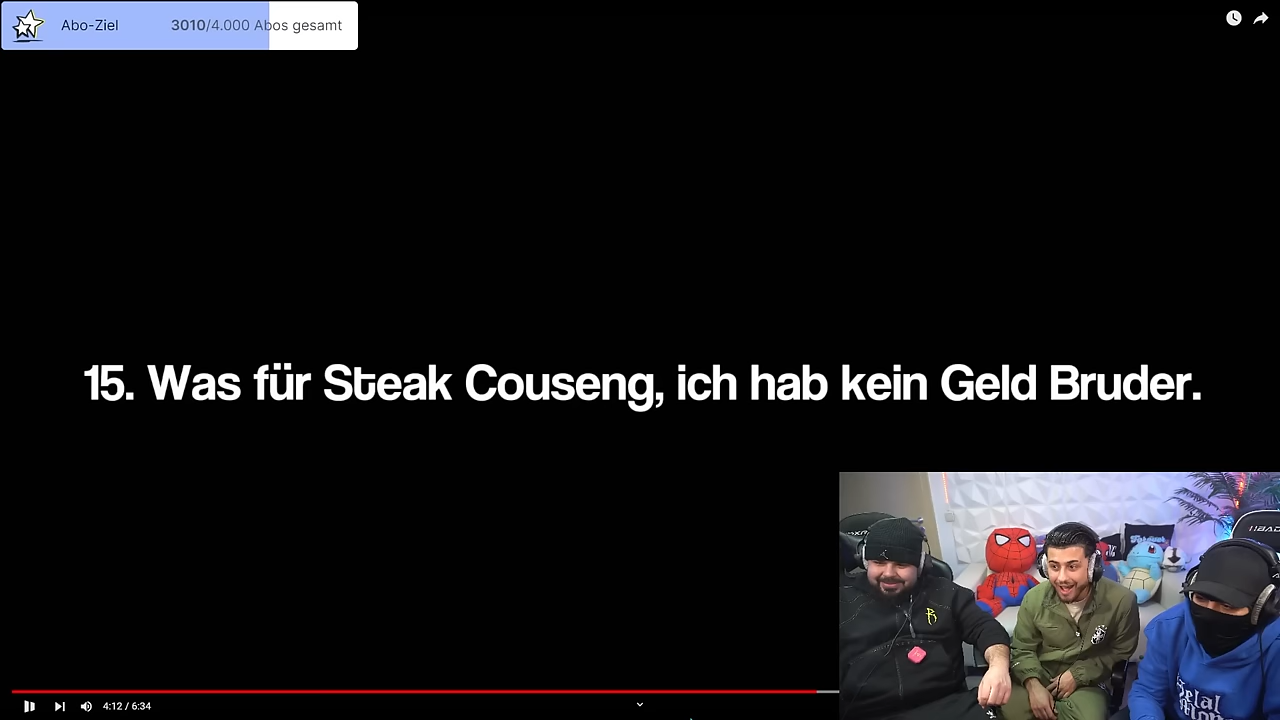 Abo-Ziel 3010/4.000 Abos gesamt
15. Was für Steak Couseng, ich hab kein Geld Bruder.
4:12 / 6:34